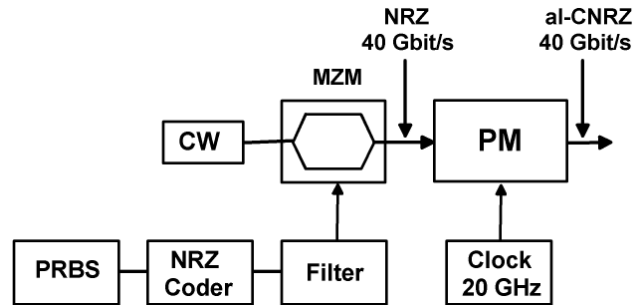 NRZ
40 Gbit/s
al-CNRZ
40 Gbit/s
MZM
CW
PM
PRBS
NRZ
Coder
Filter
Clock
20 GHz